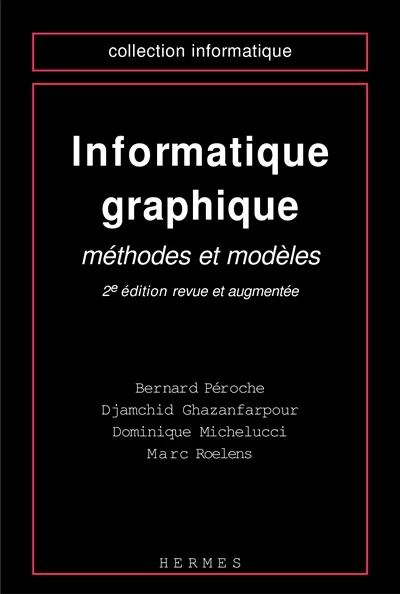 collection informatique
Informatique
graphique
méthodes et modèles
2e édition revue et augmentée
Bernard Péroche
Djamchid Ghazanfarpour
Dominique Michelucci
Marc Roelens
HERMES